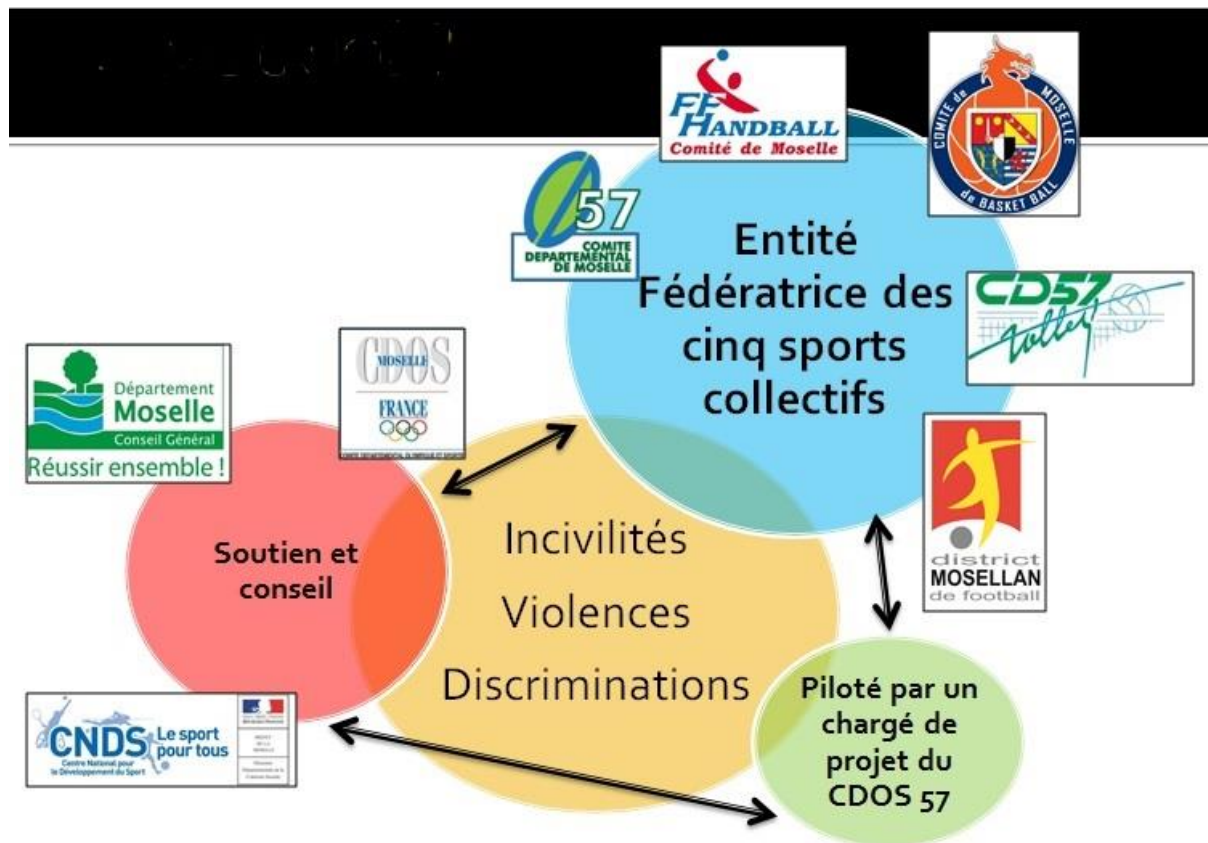 FF
HANDBALL
Comité de Moselle
COMITE de MOSELLE
de BASKET BALL
57
COMITE
DEPARTEMENTAL
DE MOSELLE
Entité
Fédératrice des
cinq sports
collectifs
CD57
volley
Département
Moselle
Conseil Général
Réussir ensemble !
CDOS
MOSELLE
FRANCE
district
MOSELLAN
de football
Soutien et
conseil
Incivilités
Violences
Discriminations
Piloté par un
chargé de
projet du
CDOS 57
CNDS
Le sport
pour tous
Centre National pour
le Développement du Sport